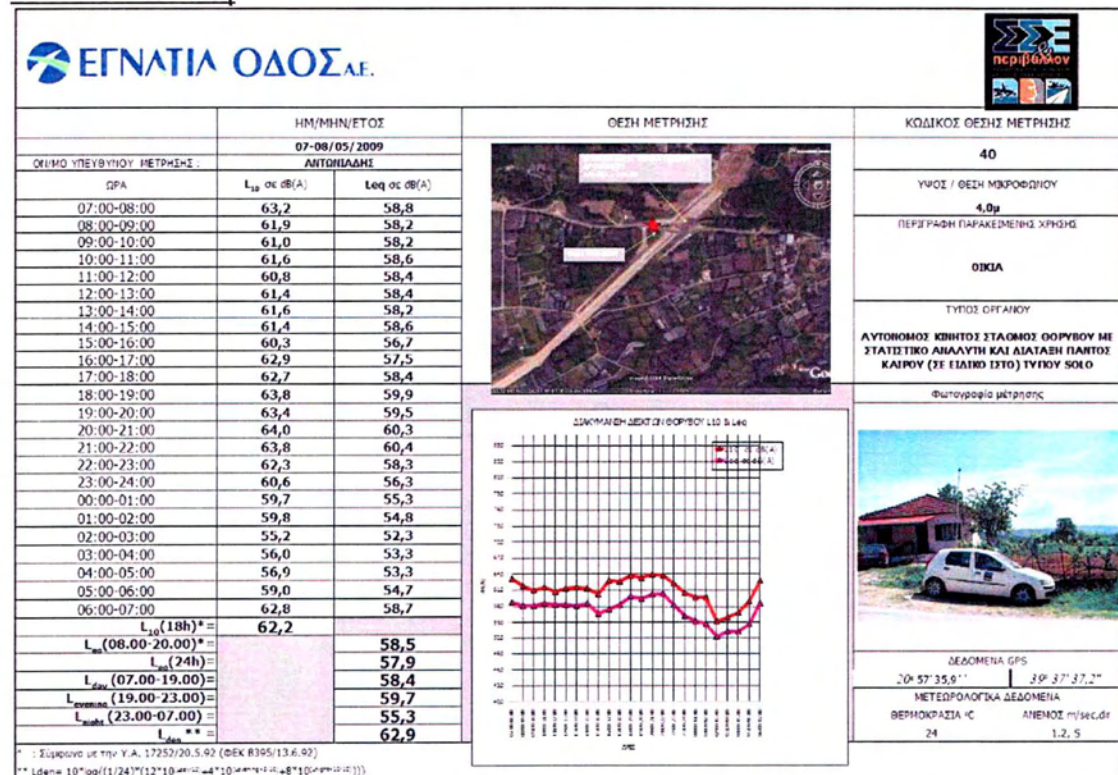 ΕΓΝΑΤΙΑ ΟΔΟΣ Α.Ε.
ΣΣΕ
&
περιβάλλον
ΗΜ/ΜΗΝ/ΕΤΟΣ
ΘΕΣΗ ΜΕΤΡΗΣΗΣ
ΚΩΔΙΚΟΣ ΘΕΣΗΣ ΜΕΤΡΗΣΗΣ
07-08/05/2009
40
ΟΝ/ΜΟ ΥΠΕΥΘΥΝΟΥ ΜΕΤΡΗΣΗΣ :
ΑΝΤΩΝΙΑΔΗΣ
ΩΡΑ
L10 σε dB(A)
Leq σε dB(A)
ΥΨΟΣ / ΘΕΣΗ ΜΙΚΡΟΦΩΝΟΥ
4,0μ
07:00-08:00 63,2 58,8
08:00-09:00 61,9 58,2
09:00-10:00 61,0 58,2
10:00-11:00 61,6 58,6
11:00-12:00 60,8 58,4
12:00-13:00 61,4 58,4
13:00-14:00 61,6 58,2
14:00-15:00 61,4 58,6
15:00-16:00 60,3 56,7
16:00-17:00 62,9 57,5
17:00-18:00 62,7 58,4
18:00-19:00 63,8 59,9
19:00-20:00 63,4 59,5
20:00-21:00 64,0 60,3
21:00-22:00 63,8 60,4
22:00-23:00 62,3 58,3
23:00-24:00 60,6 56,3
00:00-01:00 59,7 55,3
01:00-02:00 59,8 54,8
02:00-03:00 55,2 52,3
03:00-04:00 56,0 53,3
04:00-05:00 56,9 53,3
05:00-06:00 59,0 54,7
06:00-07:00 62,8 58,7
L10(18h)*= 62,2
Leq(08.00-20.00)*= 58,5
Leq(24h)= 57,9
Lday (07.00-19.00)= 58,4
Levening (19.00-23.00)= 59,7
Lnight (23.00-07.00) = 55,3
Lden ** = 62,9
ΠΕΡΙΓΡΑΦΗ ΠΑΡΑΚΕΙΜΕΝΗΣ ΧΡΗΣΗΣ
ΟΙΚΙΑ
ΤΥΠΟΣ ΟΡΓΑΝΟΥ
ΑΥΤΟΝΟΜΟΣ ΚΙΝΗΤΟΣ ΣΤΑΘΜΟΣ ΘΟΡΥΒΟΥ ΜΕ
ΣΤΑΤΙΣΤΙΚΟ ΑΝΑΛΥΤΗ ΚΑΙ ΔΙΑΤΑΞΗ ΠΑΝΤΟΣ
ΚΑΙΡΟΥ (ΣΕ ΕΙΔΙΚΟ ΙΣΤΟ) ΤΥΠΟΥ SOLO
Φωτογραφία μέτρησης
ΔΙΑΚΥΜΑΝΣΗ ΔΕΙΚΤΩΝ ΘΟΡΥΒΟΥ L10 & Leq
ΔΕΔΟΜΕΝΑ GPS
20° 57' 35,9'' 39° 37' 37,2"
ΜΕΤΕΩΡΟΛΟΓΙΚΑ ΔΕΔΟΜΕΝΑ
ΘΕΡΜΟΚΡΑΣΙΑ °C
ΑΝΕΜΟΣ m/sec,dir
24
1.2, S
* : Σύμφωνα με την Υ.Α. 17252/20.5.92 (ΦΕΚ Β395/13.6.92)